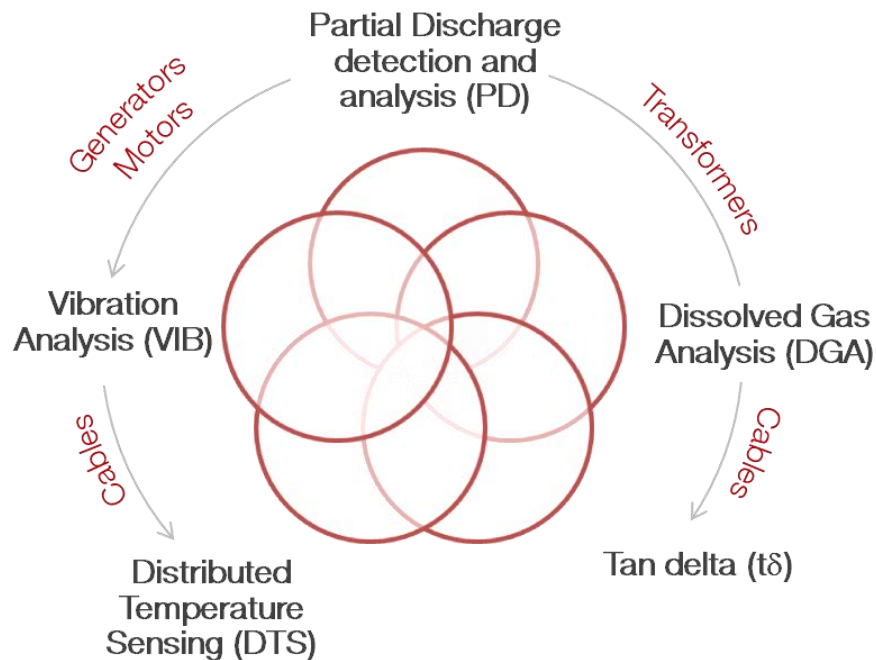 Partial Discharge
detection and
analysis (PD)
Generators
Motors
Transformers
Vibration
Analysis (VIB)
Dissolved Gas
Analysis (DGA)
Cables
Cables
Distributed
Temperature
Sensing (DTS)
Tan delta (tδ)